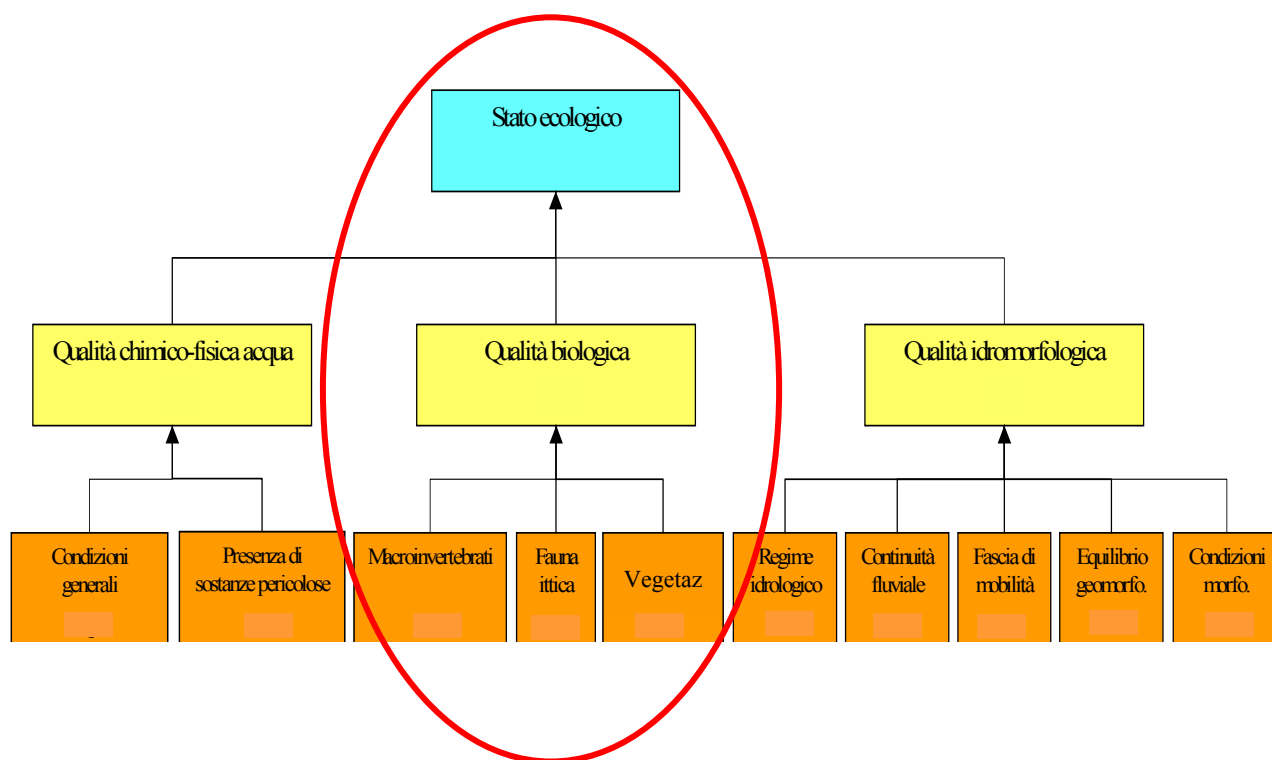 Stato ecologico
Qualità chimico-fisica acqua
Qualità biologica
Qualità idromorfologica
Condizioni
generali
Presenza di
sostanze pericolose
Macroinvertebrati
Fauna
ittica
Vegetaz
Regime
idrologico
Continuità
fluviale
Fascia di
mobilità
Equilibrio
geomorfo.
Condizioni
morfo.